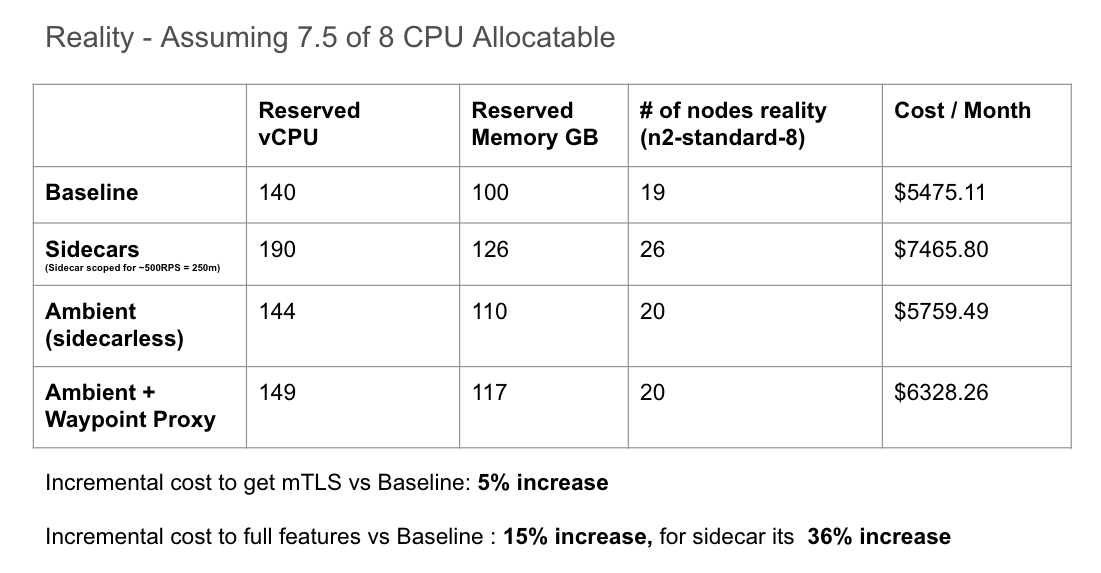 Reality - Assuming 7.5 of 8 CPU Allocatable
Reserved vCPU
Reserved Memory GB
# of nodes reality (n2-standard-8)
Cost / Month
Baseline 140 100 19 $5475.11
Sidecars 190 126 26 $7465.80
(Sidecar scoped for ~500RPS = 250m)
Ambient (sidecarless) 144 110 20 $5759.49
Ambient + Waypoint Proxy 149 117 20 $6328.26
Incremental cost to get mTLS vs Baseline: 5% increase
Incremental cost to full features vs Baseline : 15% increase, for sidecar its 36% increase